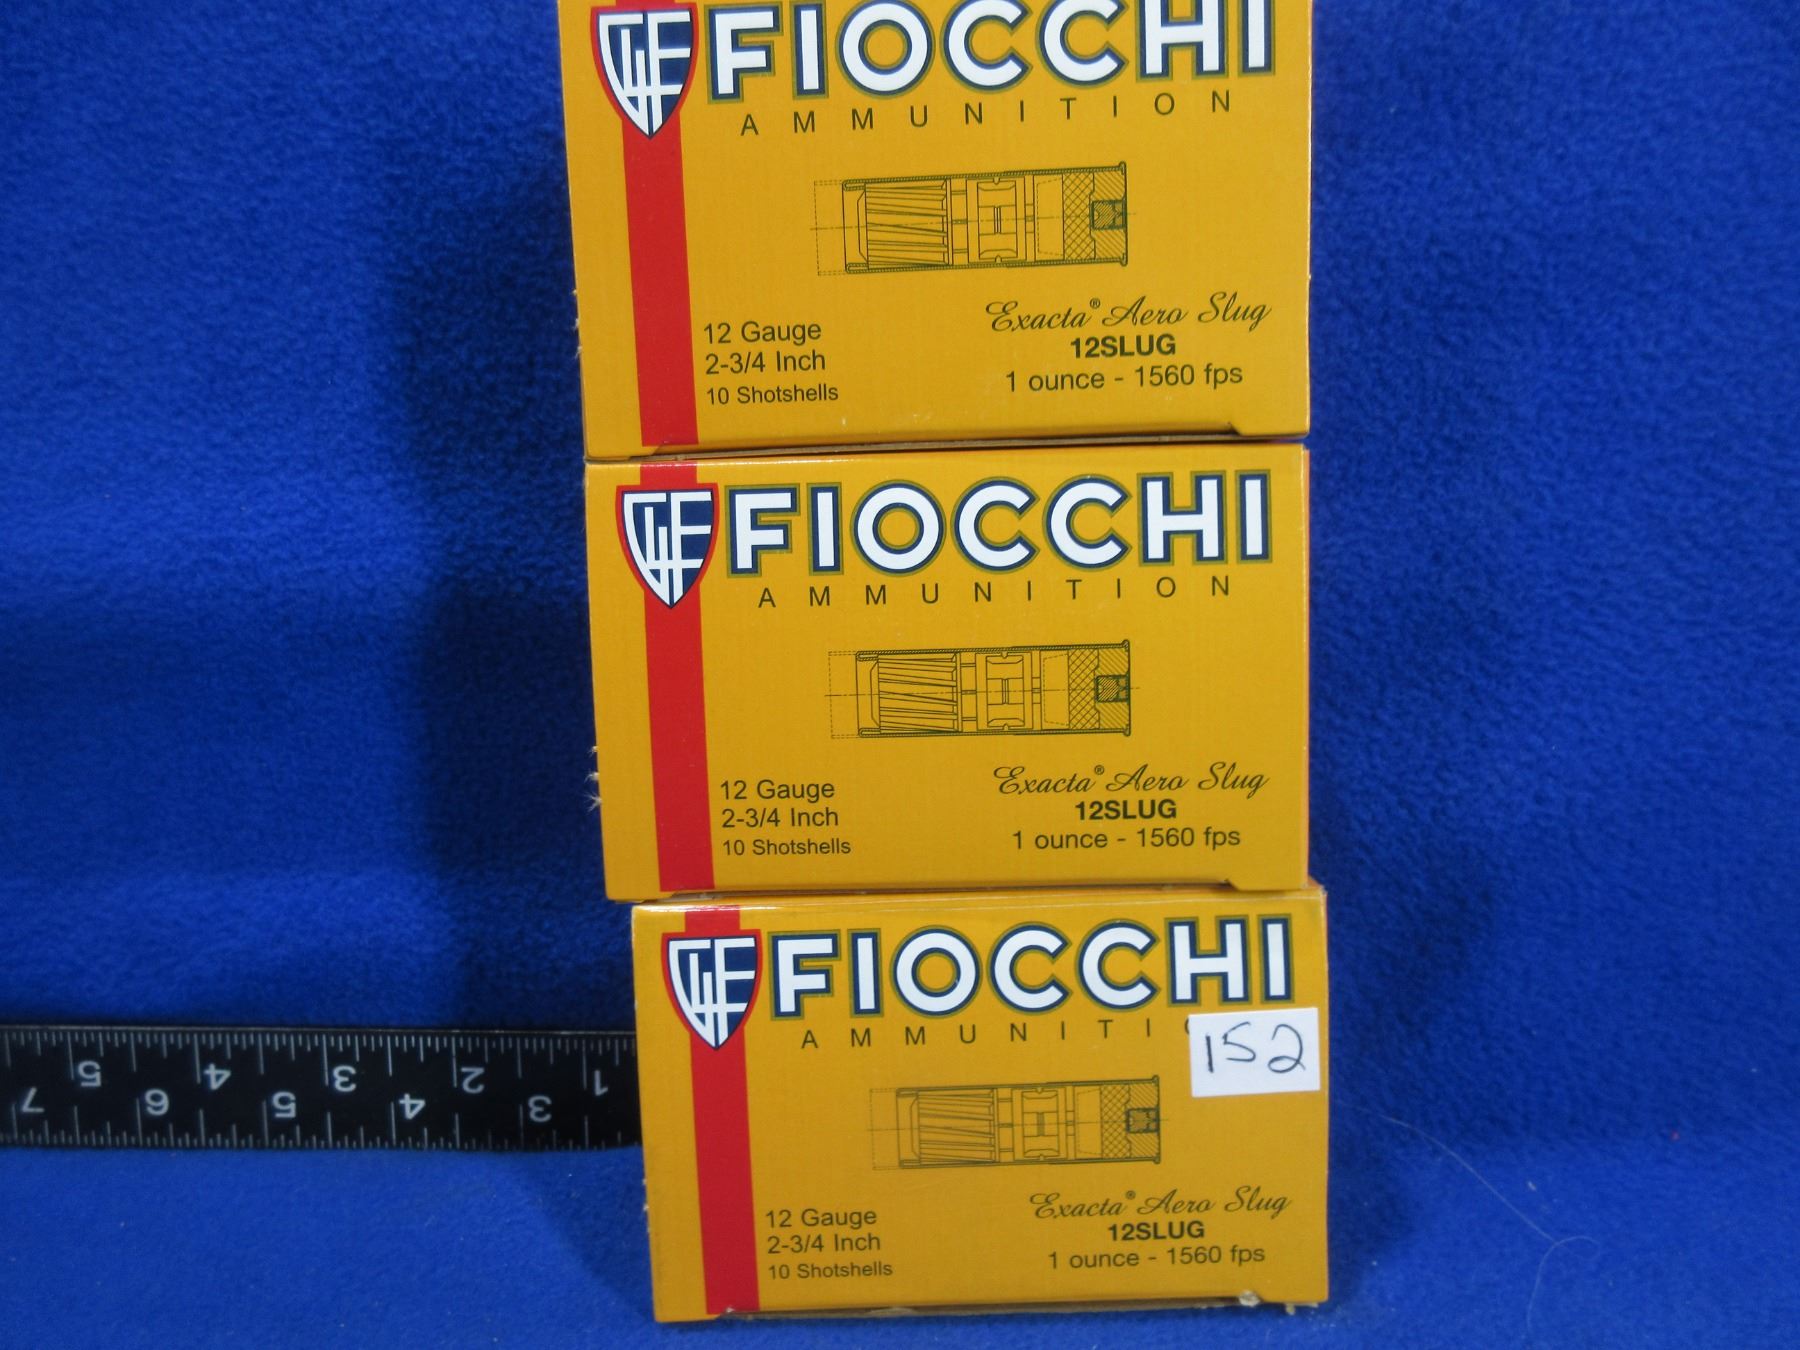 GF FIOCCHI
AMMUNITION
12 Gauge
2-3/4 Inch
10 Shotshells
Exacta® Aero Slug
12SLUG
1 ounce - 1560 fps
GF FIOCCHI
AMMUNITION
12 Gauge
2-3/4 Inch
10 Shotshells
Exacta® Aero Slug
12SLUG
1 ounce - 1560 fps
GF FIOCCHI
AMMUNITI
152
12 Gauge
2-3/4 Inch
10 Shotshells
Exacta® Aero Slug
12SLUG
1 ounce - 1560 fps
5 4 3 2 1
7 6 5 4 3